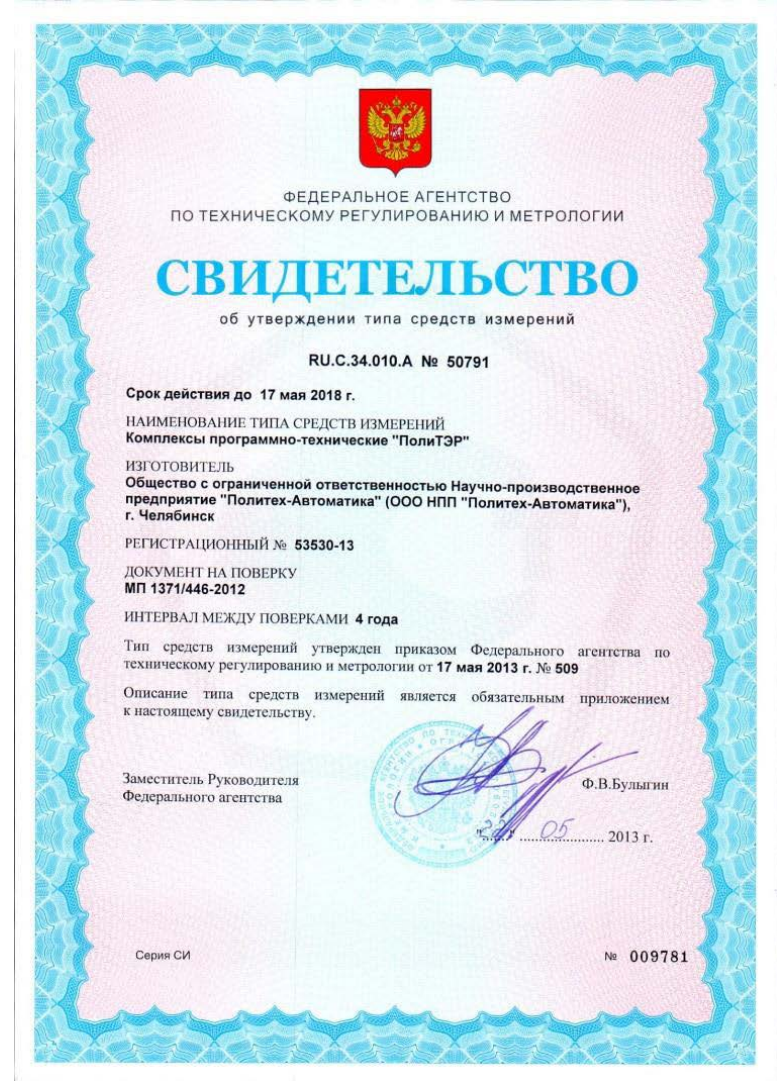 ФЕДЕРАЛЬНОЕ АГЕНТСТВО
ПО ТЕХНИЧЕСКОМУ РЕГУЛИРОВАНИЮ И МЕТРОЛОГИИ
СВИДЕТЕЛЬСТВО
об утверждении типа средств измерений
RU.C.34.010.A № 50791
Срок действия до 17 мая 2018 г.
НАИМЕНОВАНИЕ ТИПА СРЕДСТВ ИЗМЕРЕНИЙ
Комплексы программно-технические "ПолиТЭР"
ИЗГОТОВИТЕЛЬ
Общество с ограниченной ответственностью Научно-производственное
предприятие "Политех-Автоматика" (ООО НПП "Политех-Автоматика"),
г. Челябинск
РЕГИСТРАЦИОННЫЙ № 53530-13
ДОКУМЕНТ НА ПОВЕРКУ
МП 1371/446-2012
ИНТЕРВАЛ МЕЖДУ ПОВЕРКАМИ 4 года
Тип средств измерений утвержден приказом Федерального агентства по
техническому регулированию и метрологии от 17 мая 2013 г. № 509
Описание типа средств измерений является обязательным приложением
к настоящему свидетельству.
Заместитель Руководителя
Федерального агентства
Ф.В.Булыгин
"22" 05 2013 г.
Серия СИ
№ 009781